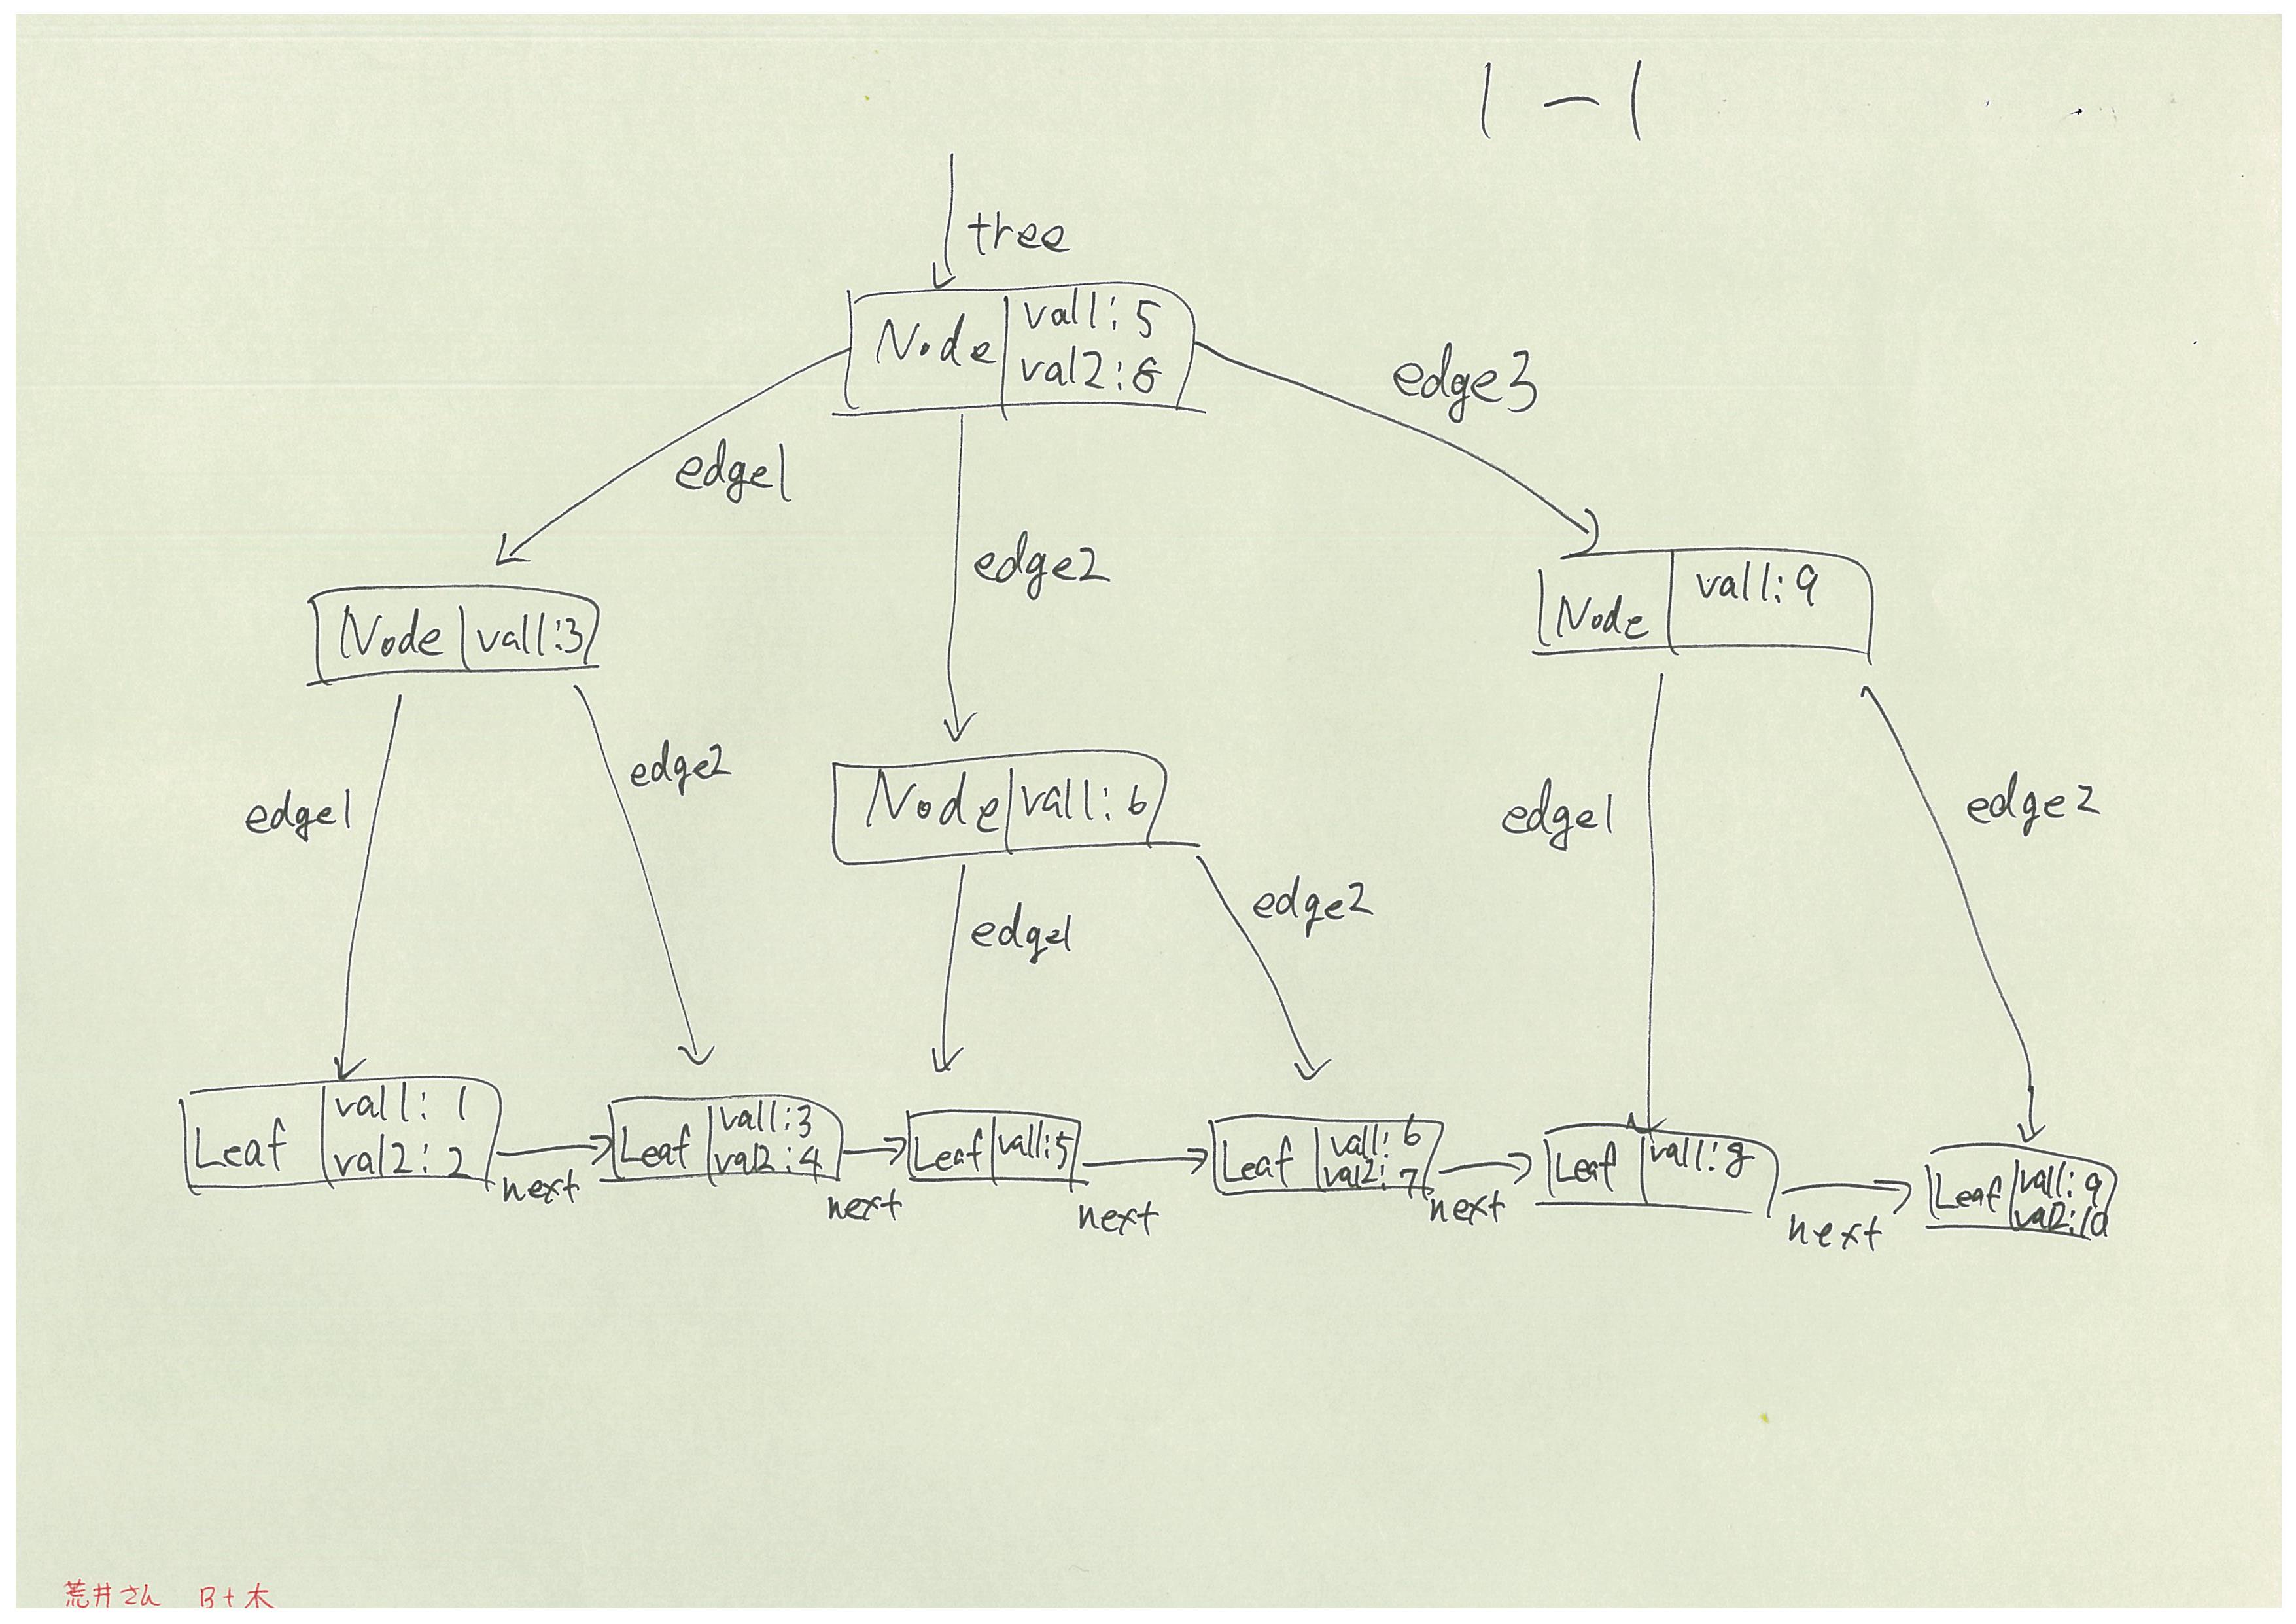 1-1
tree
Node val1: 5
val2: 8
edge1
edge2
edge3
Node val1:3
Node val1: 9
edge1
edge2
Node val1: 6
edge1
edge2
edge1
edge2
Leaf val1: 1
val2: 2
next
Leaf val1:3
val2:4
next
Leaf val1:5
next
Leaf val1: 6
val2: 7
next
Leaf val1: 8
next
Leaf val1: 9
val2:10
荒井さん B+木